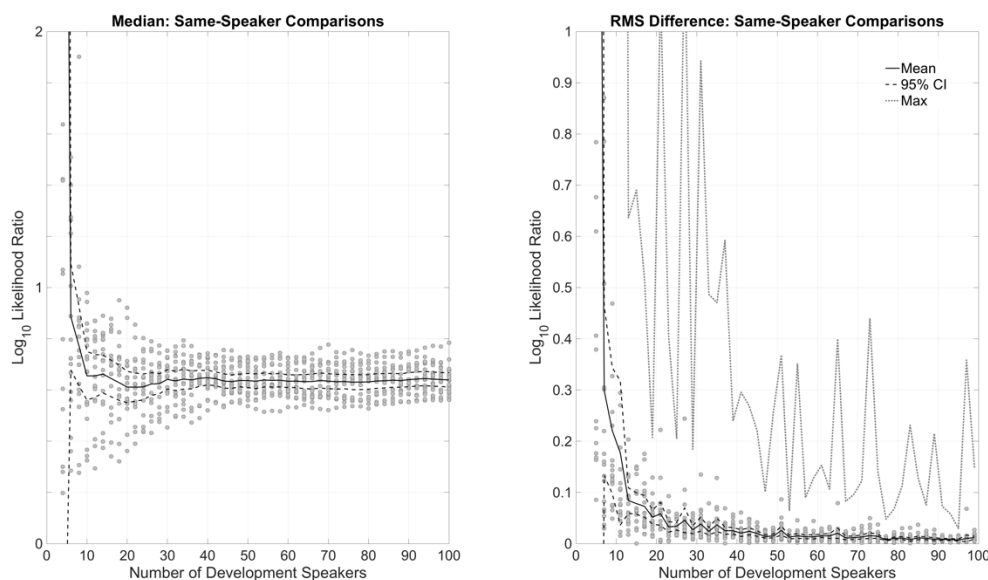 Median: Same-Speaker Comparisons
2
1
0
Log10 Likelihood Ratio
0 10 20 30 40 50 60 70 80 90 100
Number of Development Speakers
RMS Difference: Same-Speaker Comparisons
1
0.9
0.8
0.7
0.6
0.5
0.4
0.3
0.2
0.1
0
Log10 Likelihood Ratio
Mean
95% CI
Max
0 10 20 30 40 50 60 70 80 90 100
Number of Development Speakers